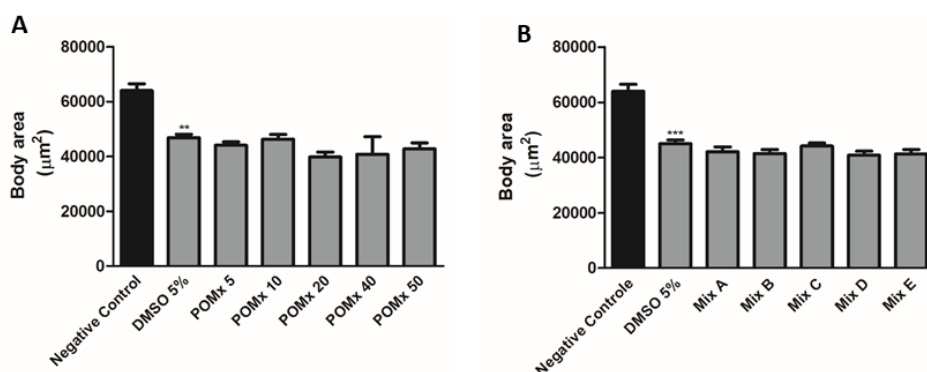 A
Body area
(μm²)
80000
60000
40000
20000
0
**
Negative Control
DMSO 5%
POMx 5
POMx 10
POMx 20
POMx 40
POMx 50
B
Body area
(μm²)
80000
60000
40000
20000
0
***
Negative Controle
DMSO 5%
Mix A
Mix B
Mix C
Mix D
Mix E